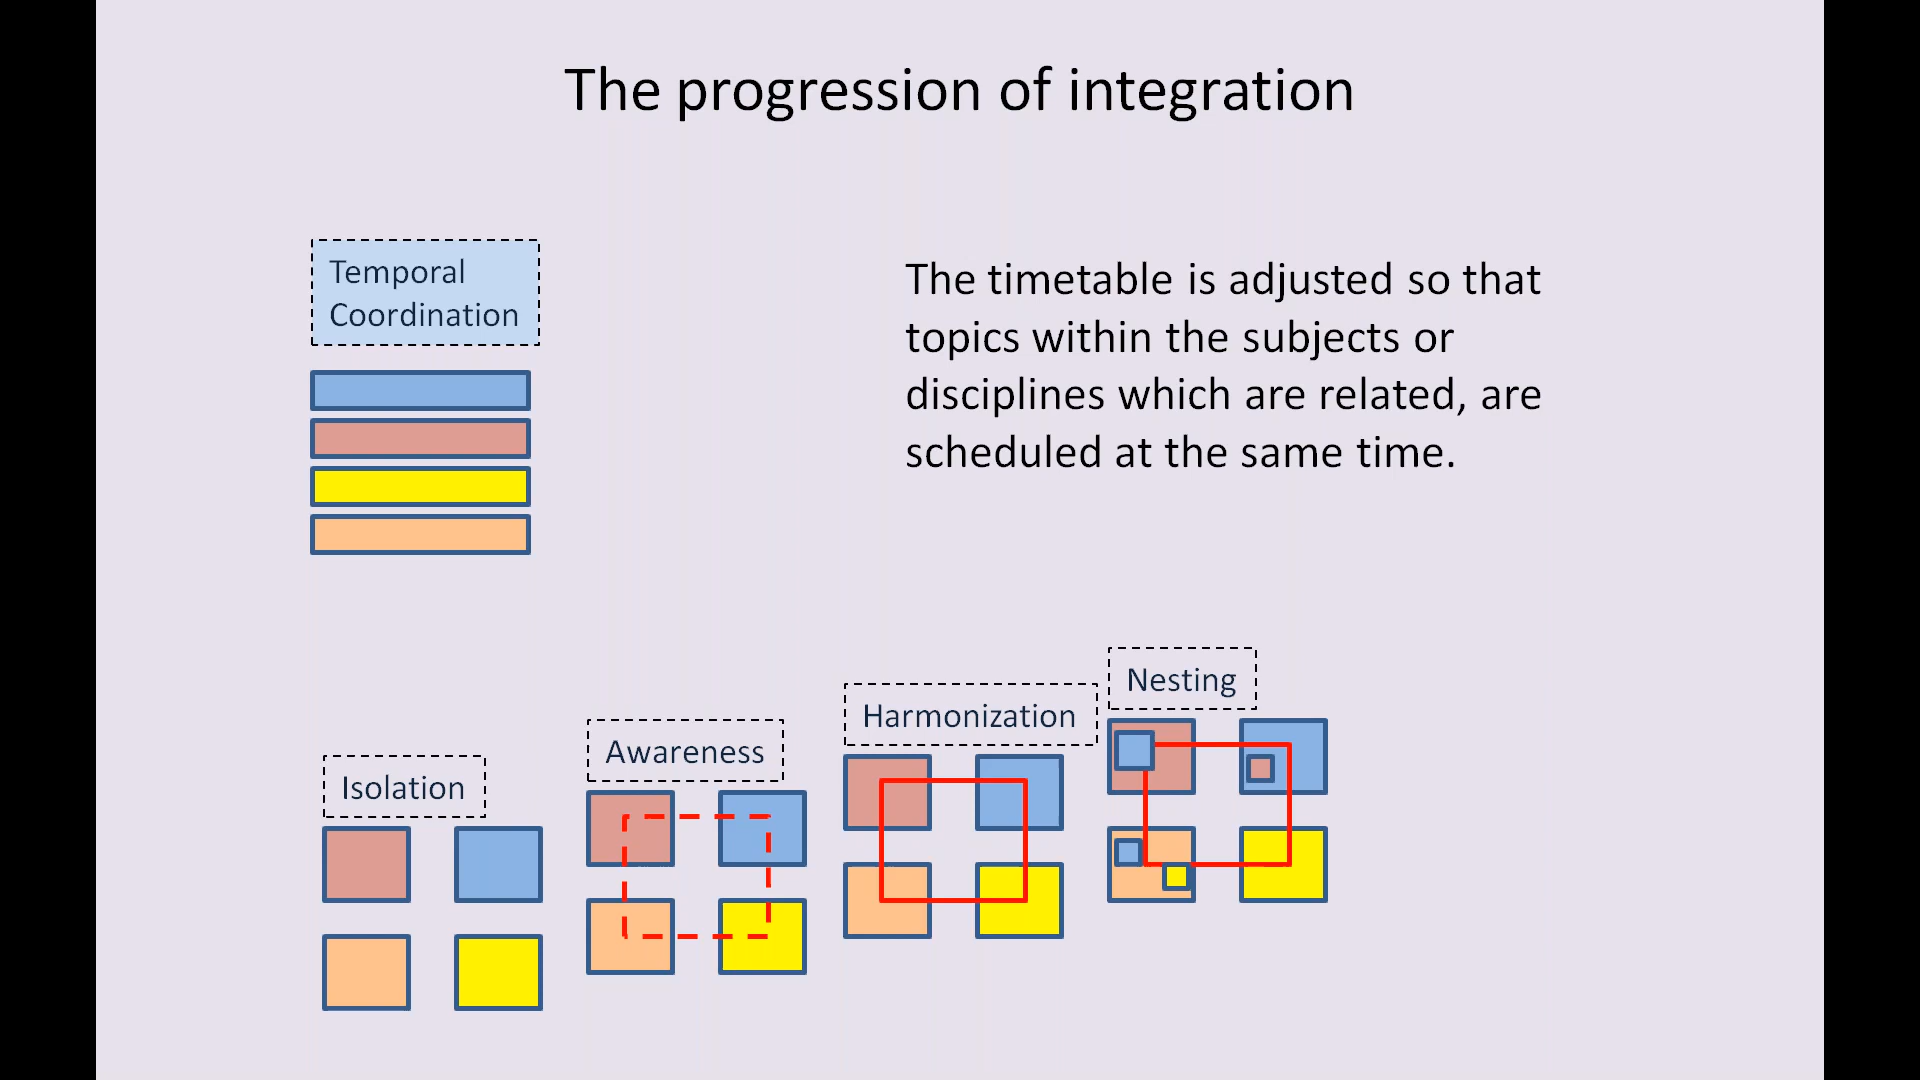 The progression of integration
Temporal
Coordination
The timetable is adjusted so that
topics within the subjects or
disciplines which are related, are
scheduled at the same time.
Isolation
Awareness
Harmonization
Nesting